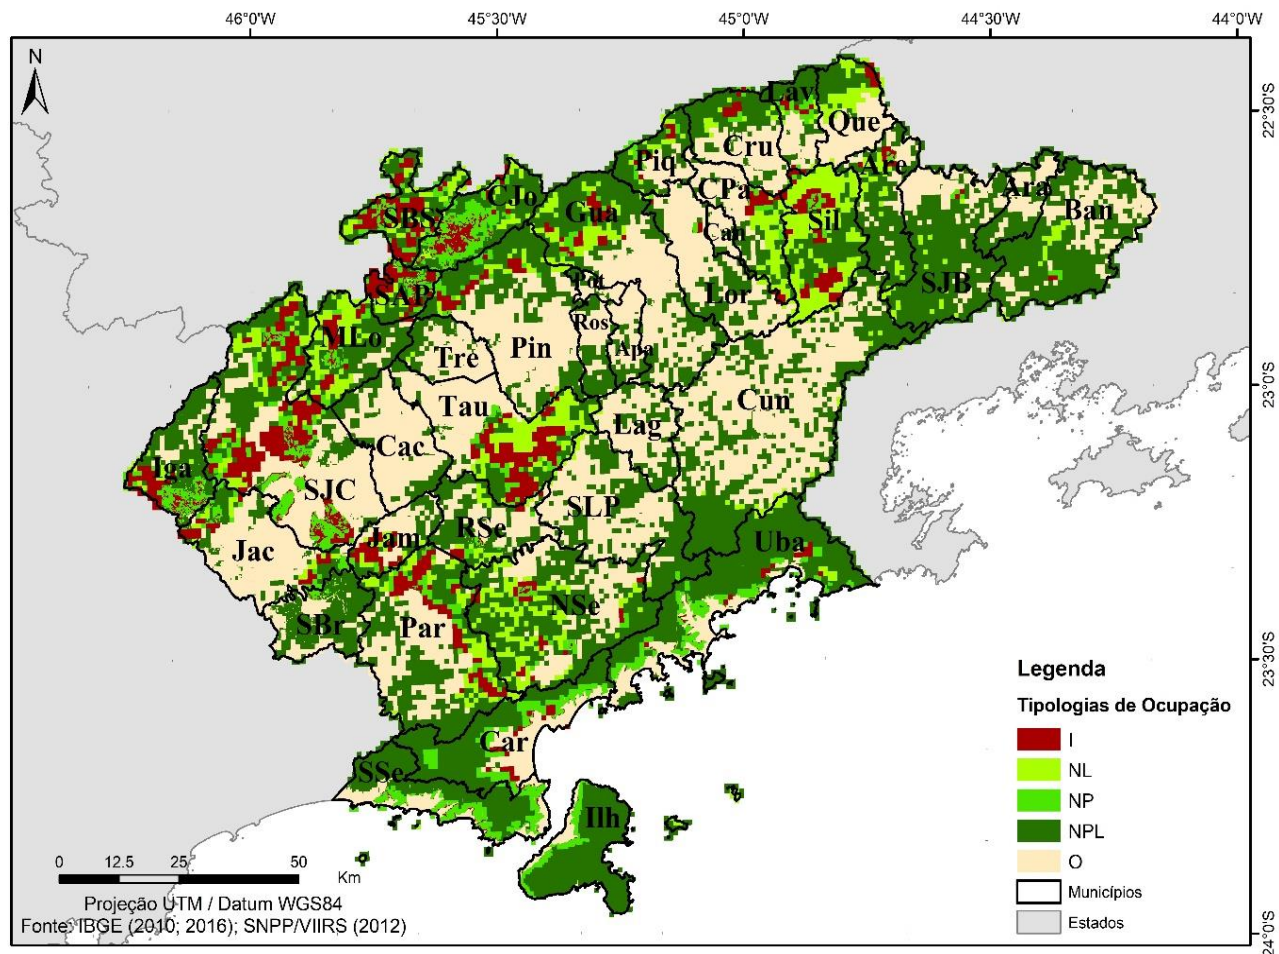 46°0'W 45°30'W 45°0'W 44°30'W 44°0'W
N
22°30'S
23°0'S
23°30'S
24°0'S
Lav
Que
Cru
Are
Piq
CPa
Ara
CJo
SBS
Gua
Sil
Ban
Can
SAP
Pot
Lor
SJB
Ros
MLo
Tre
Pin
Apa
Tau
Cun
Lag
Cac
Iga
SJC
SLP
RSe
Jam
Uba
Jac
NSe
SBr
Par
Car
SSe
Ilh
Legenda
Tipologias de Ocupação
I
NL
NP
NPL
O
Municípios
Estados
0 12.5 25 50
Km
Projeção UTM / Datum WGS84
Fonte: IBGE (2010; 2016); SNPP/VIIRS (2012)